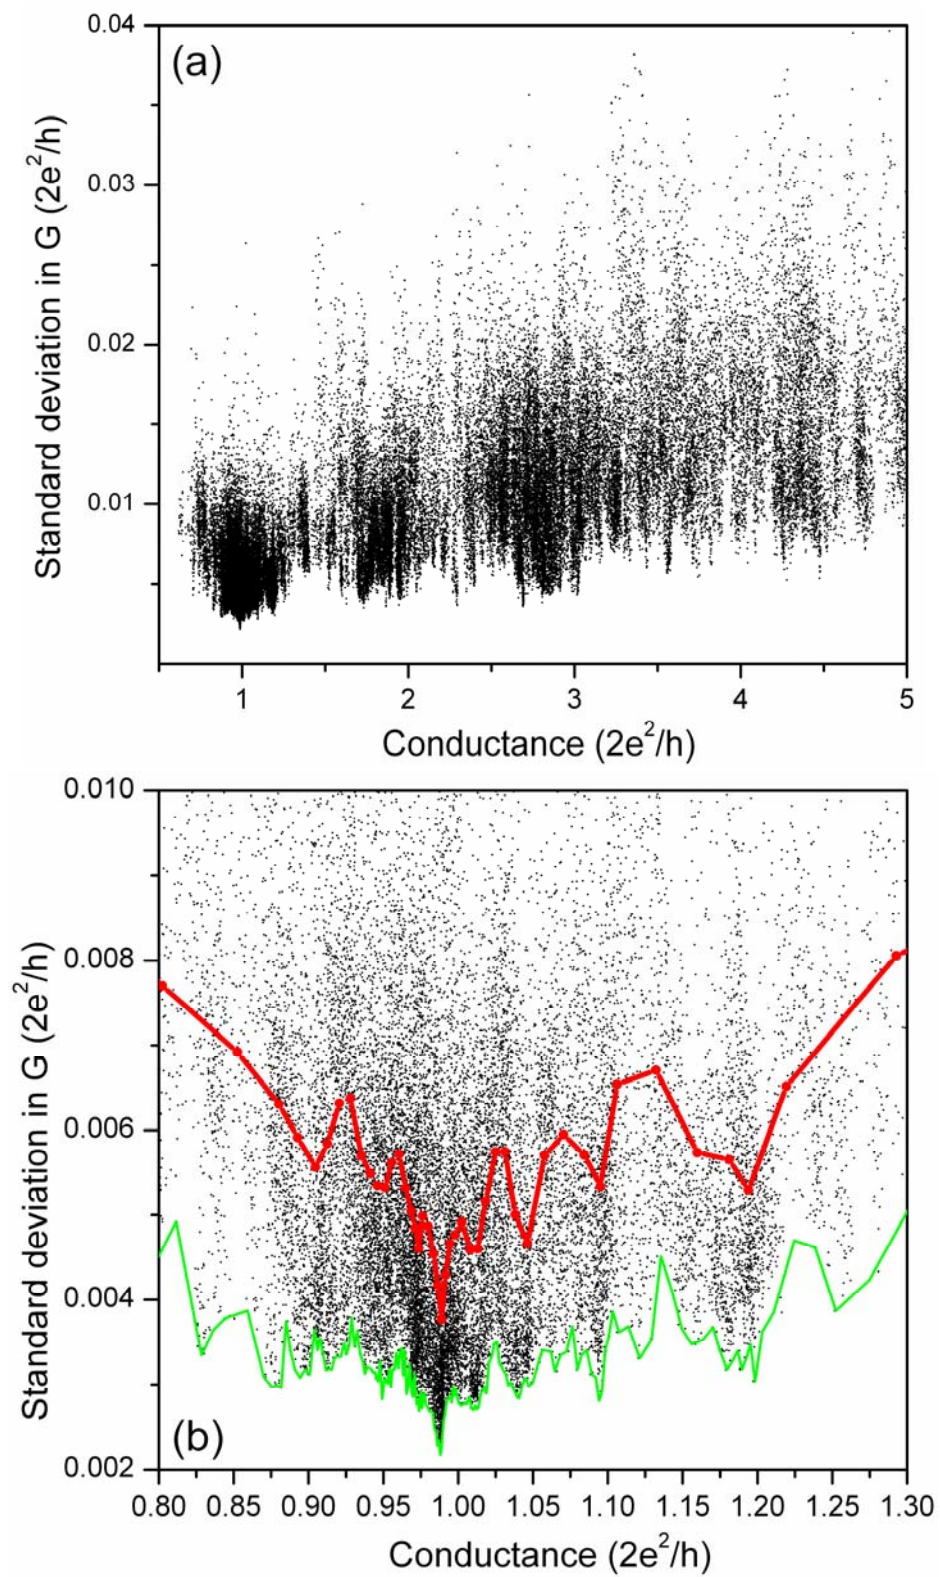 (a)
Standard deviation in G (2e²/h)
0.04
0.03
0.02
0.01
1 2 3 4 5
Conductance (2e²/h)
(b)
Standard deviation in G (2e²/h)
0.010
0.008
0.006
0.004
0.002
0.80 0.85 0.90 0.95 1.00 1.05 1.10 1.15 1.20 1.25 1.30
Conductance (2e²/h)